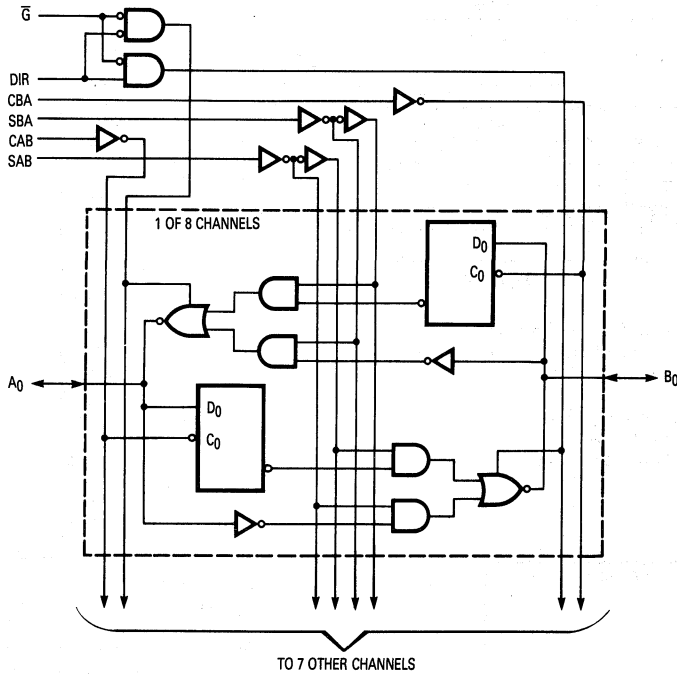 G̅
DIR
CBA
SBA
CAB
SAB
1 OF 8 CHANNELS
D0
C0
A0
B0
D0
C0
TO 7 OTHER CHANNELS